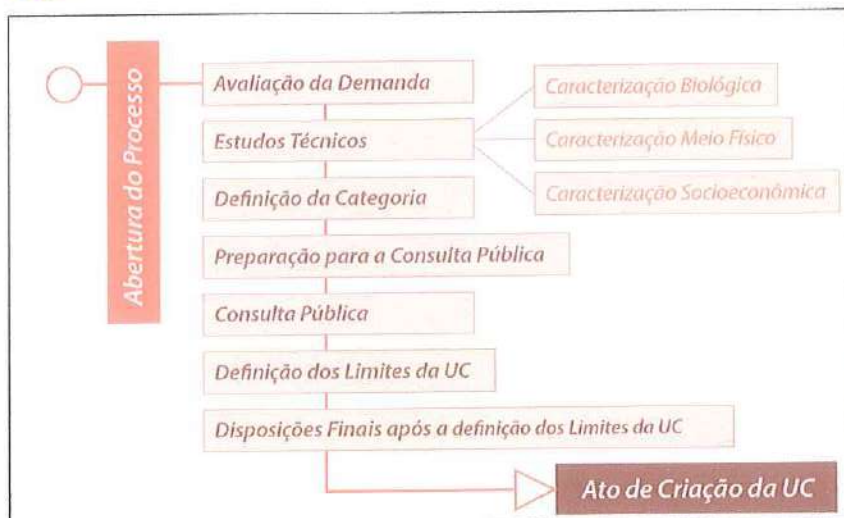 Abertura do Processo
Avaliação da Demanda
Estudos Técnicos
Caracterização Biológica
Caracterização Meio Físico
Caracterização Socioeconômica
Definição da Categoria
Preparação para a Consulta Pública
Consulta Pública
Definição dos Limites da UC
Disposições Finais após a definição dos Limites da UC
Ato de Criação da UC